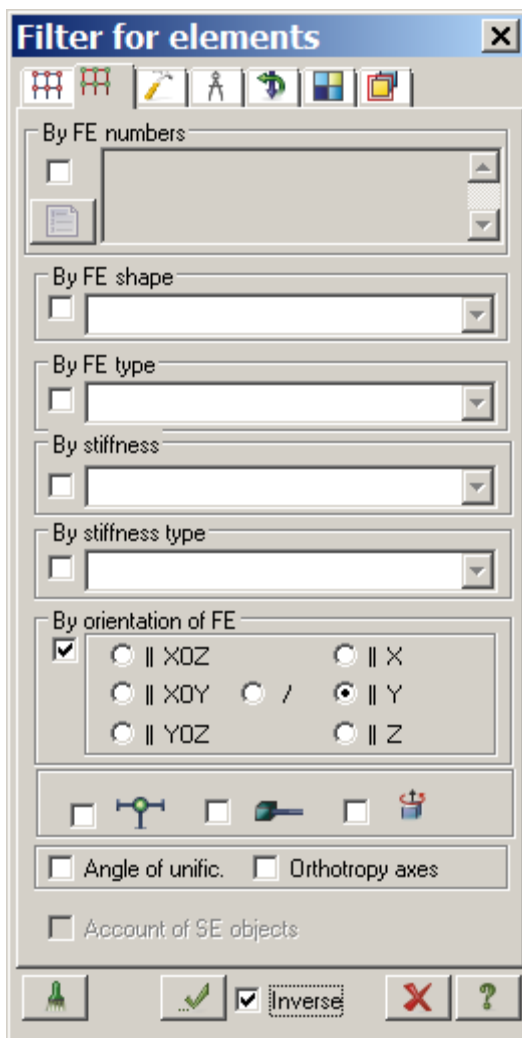 Filter for elements
By FE numbers
By FE shape
By FE type
By stiffness
By stiffness type
By orientation of FE
|| XOZ || X
|| XOY / || Y
|| YOZ || Z
Angle of unific. Orthotropy axes
Account of SE objects
Inverse ?